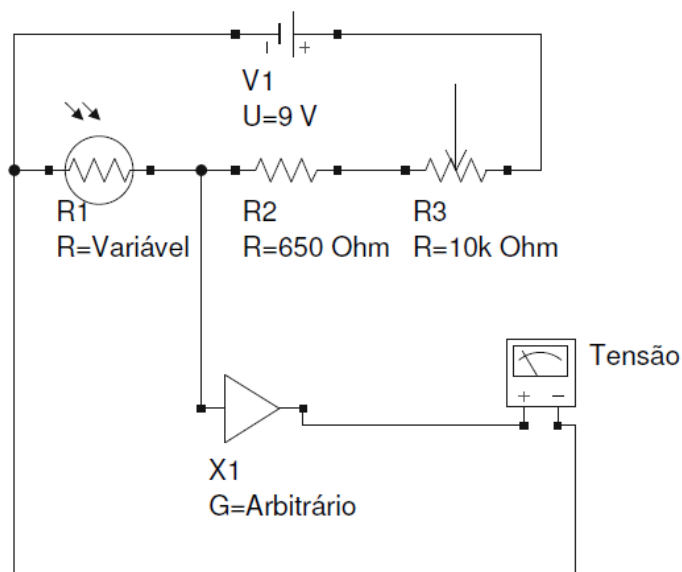 V1
U=9 V
R1
R=Variável
R2
R=650 Ohm
R3
R=10k Ohm
Tensão
X1
G=Arbitrário